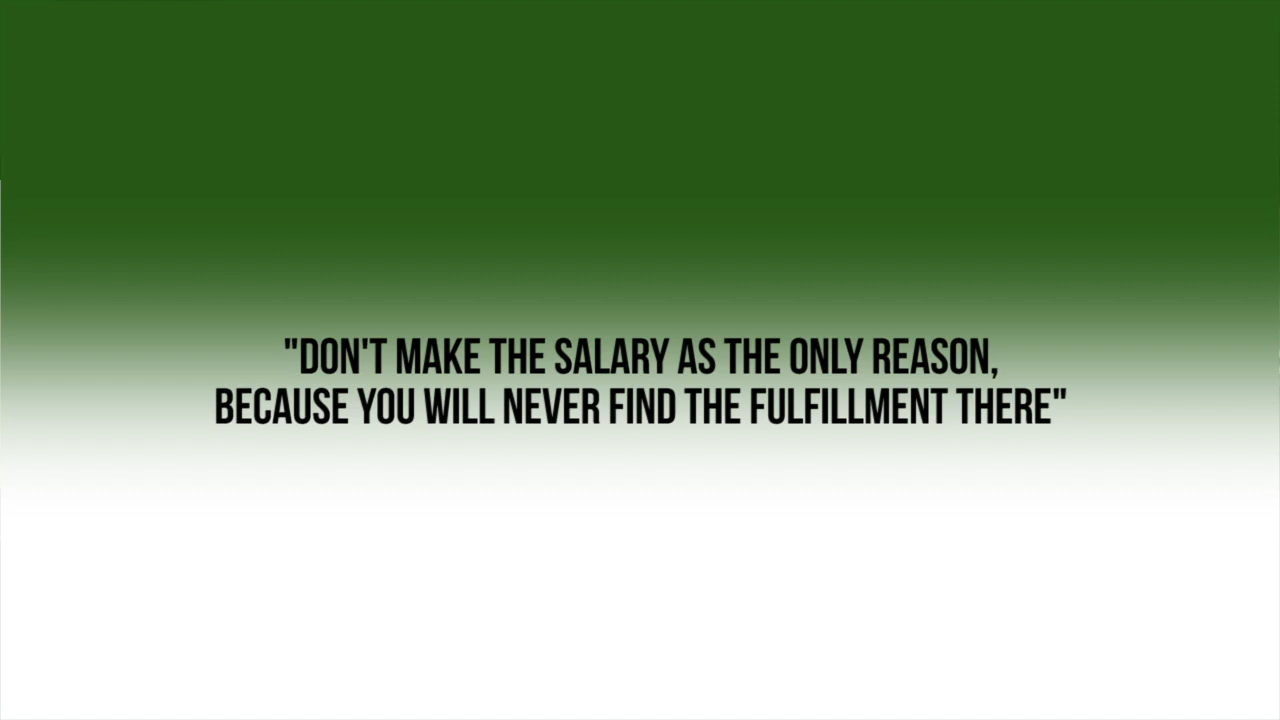 "DON'T MAKE THE SALARY AS THE ONLY REASON,
BECAUSE YOU WILL NEVER FIND THE FULFILLMENT THERE"